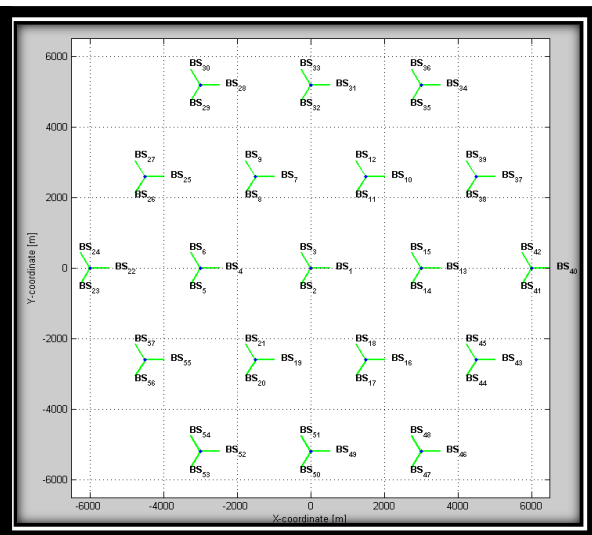 6000
BS30
BS33
BS36
BS28
BS31
BS34
BS29
BS32
BS35
4000
BS27
BS9
BS12
BS39
BS25
BS7
BS10
BS37
BS26
BS8
BS11
BS38
2000
BS24
BS6
BS3
BS15
BS42
0
BS22
BS4
BS1
BS13
BS40
BS23
BS5
BS2
BS14
BS41
Y-coordinate [m]
-2000
BS57
BS21
BS18
BS45
BS55
BS19
BS16
BS43
BS56
BS20
BS17
BS44
-4000
BS54
BS51
BS48
BS52
BS49
BS46
BS53
BS50
BS47
-6000
-6000 -4000 -2000 0 2000 4000 6000
X-coordinate [m]